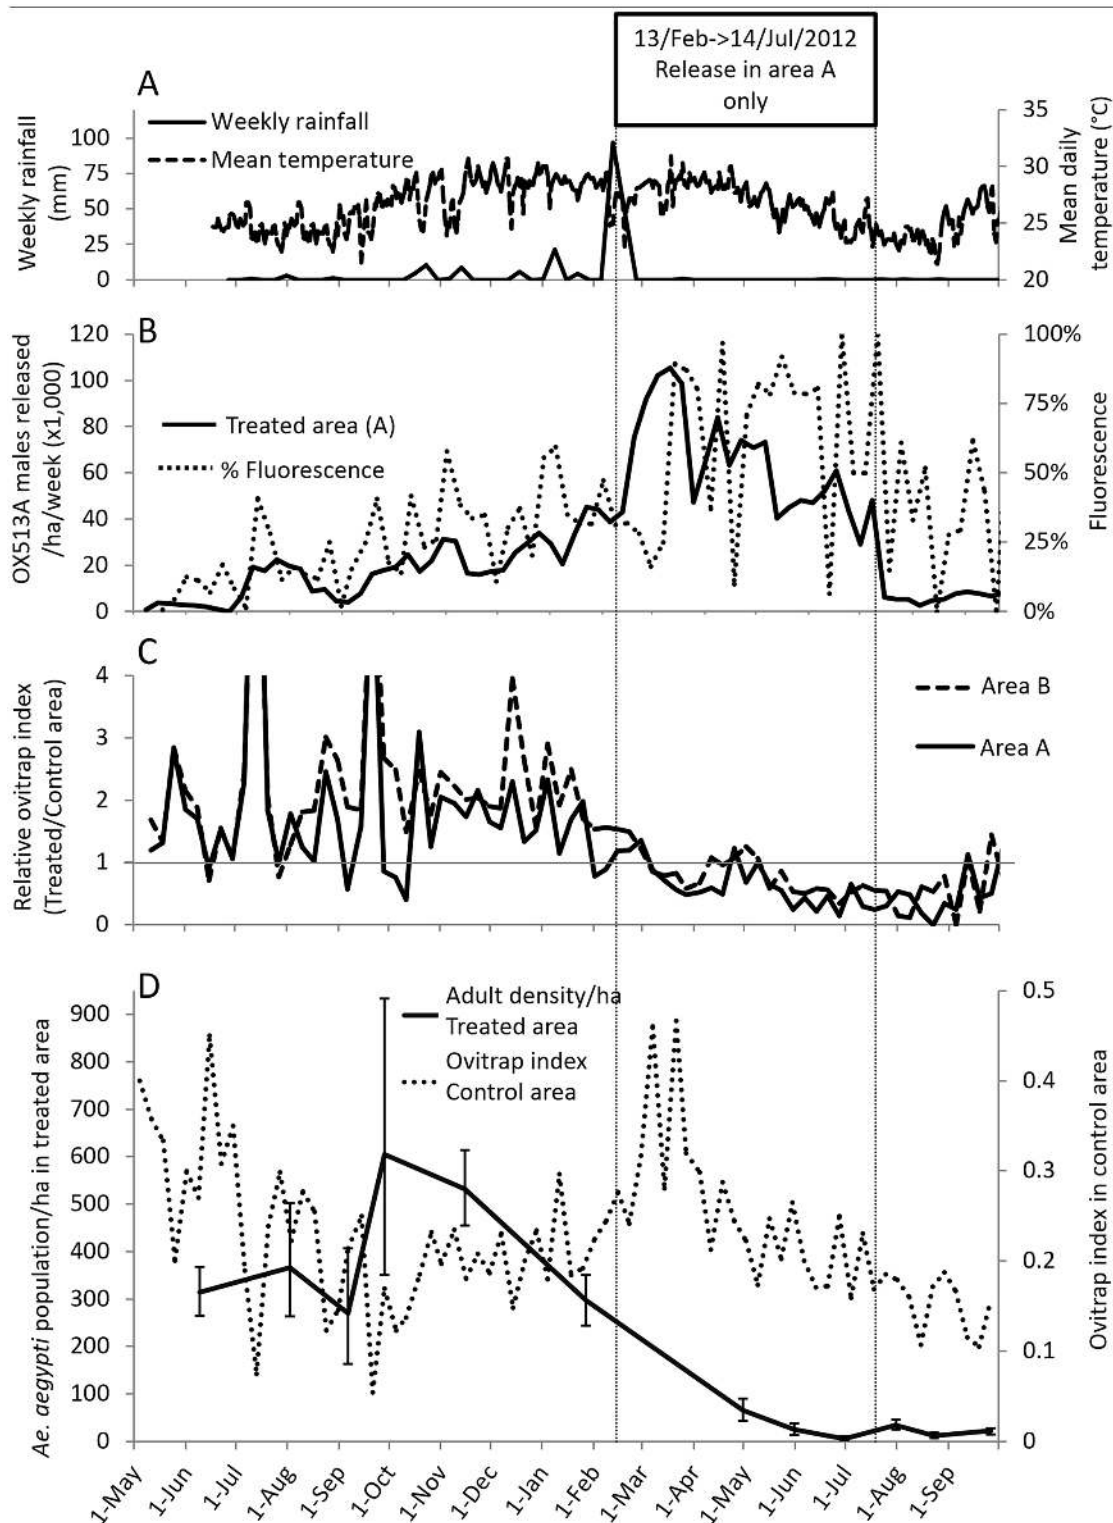 13/Feb->14/Jul/2012
Release in area A
only
A
Weekly rainfall
Mean temperature
Weekly rainfall
(mm)
100
75
50
25
0
35
30
25
20
Mean daily
temperature (°C)
B
Treated area (A)
% Fluorescence
OX513A males released
/ha/week (x1,000)
120
100
80
60
40
20
0
100%
75%
50%
25%
0%
Fluorescence
C
Area B
Area A
Relative ovitrap index
(Treated/Control area)
4
3
2
1
0
D
Adult density/ha
Treated area
Ovitrap index
Control area
Ae. aegypti population/ha in treated area
900
800
700
600
500
400
300
200
100
0
0.5
0.4
0.3
0.2
0.1
0
Ovitrap index in control area
1-May
1-Jun
1-Jul
1-Aug
1-Sep
1-Oct
1-Nov
1-Dec
1-Jan
1-Feb
1-Mar
1-Apr
1-May
1-Jun
1-Jul
1-Aug
1-Sep